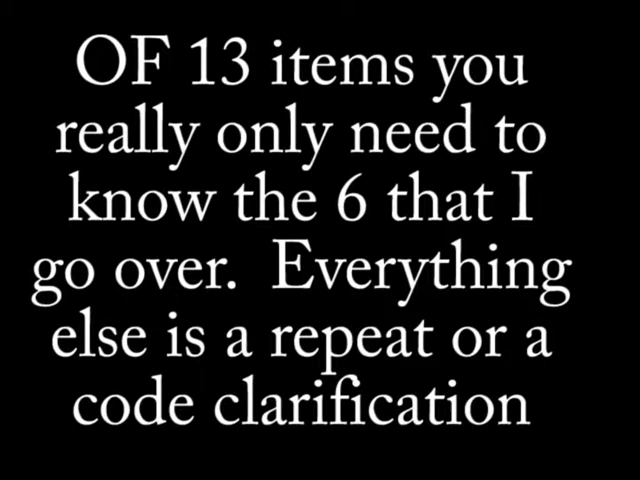 OF 13 items you
really only need to
know the 6 that I
go over.  Everything
else is a repeat or a
code clarification